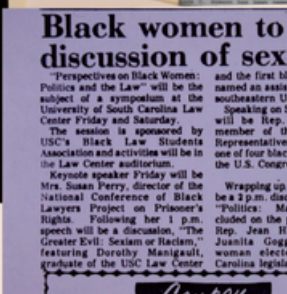 Black women to
discussion of sex
"Perspectives on Black Women:
Politics and the Law" will be the
subject of a symposium at the
University of South Carolina Law
Center Friday and Saturday.
The session is sponsored by
USC's Black Law Students
Association and activities will be in
the Law Center auditorium.
Keynote speaker Friday will be
Mrs. Susan Perry, director of the
National Conference of Black
Lawyers Project on Prisoner's
Rights. Following her 1 p.m.
speech will be a discussion, "The
Greater Evil: Sexism or Racism,"
featuring Dorothy Manigault,
graduate of the USC Law Center
and the first bl
named an assis
southeastern U
Speaking on S
will be Rep.
member of th
Representative
one of four blac
the U.S. Congr
Wrapping up
be a 2 p.m. disc
"Politics: Ma
cluded on the p
Rep. Jean H
Juanita Gogg
woman electe
Carolina legisla